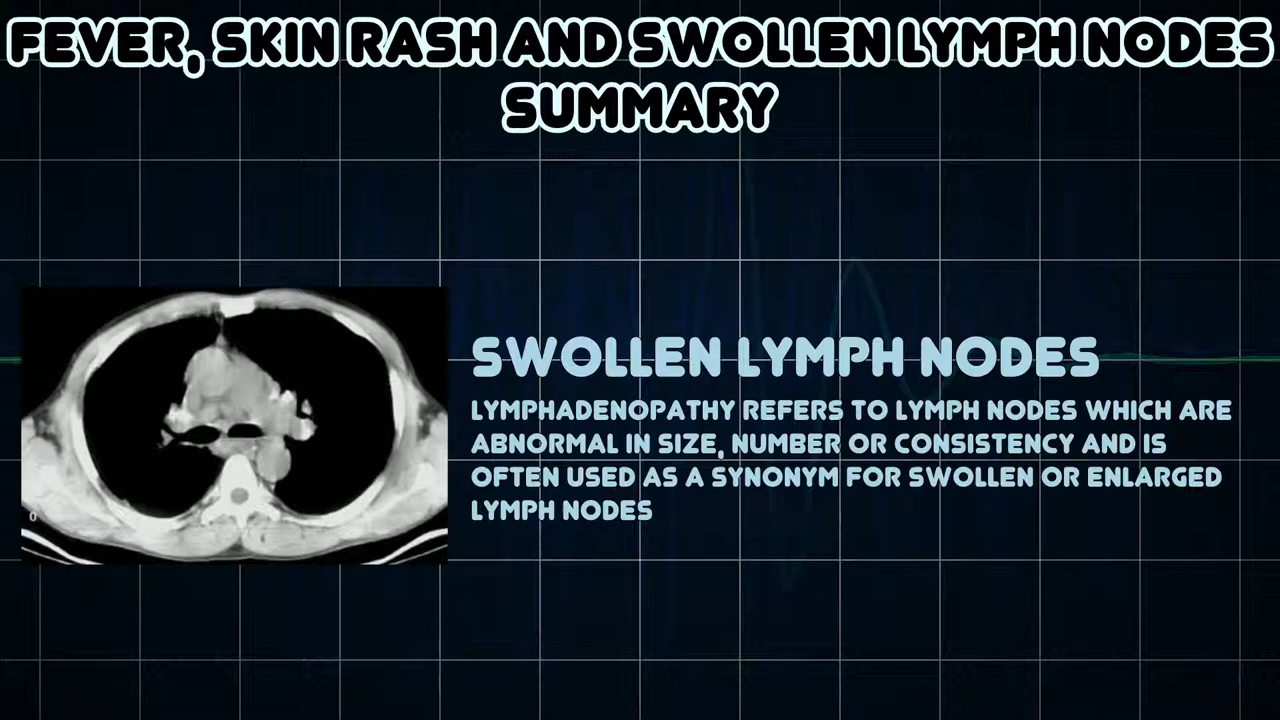 FEVER, SKIN RASH AND SWOLLEN LYMPH NODES
SUMMARY
SWOLLEN LYMPH NODES
LYMPHADENOPATHY REFERS TO LYMPH NODES WHICH ARE
ABNORMAL IN SIZE, NUMBER OR CONSISTENCY AND IS
OFTEN USED AS A SYNONYM FOR SWOLLEN OR ENLARGED
LYMPH NODES
0